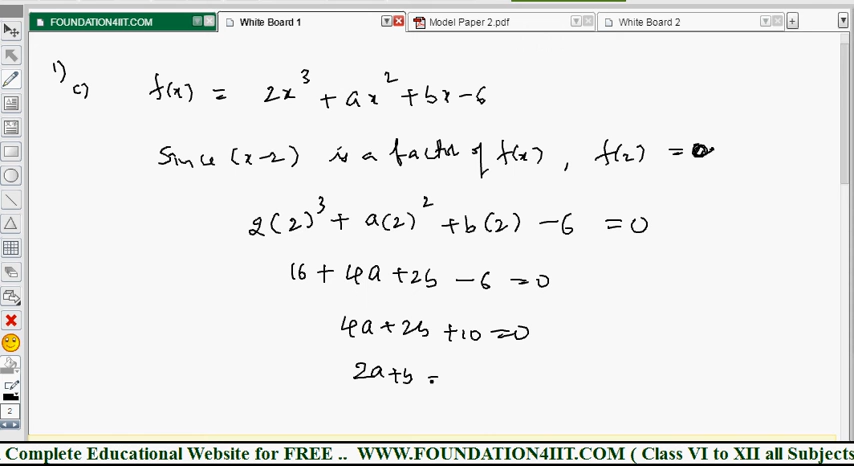 FOUNDATION4IIT.COM White Board 1 Model Paper 2.pdf White Board 2
1)
c) f(x) = 2x³ + ax² + bx - 6
Since (x-2) is a factor of f(x), f(2) = 0
2(2)³ + a(2)² + b(2) - 6 = 0
16 + 4a + 2b - 6 = 0
4a + 2b + 10 = 0
2a + b =
2
Complete Educational Website for FREE .. WWW.FOUNDATION4IIT.COM ( Class VI to XII all Subjects